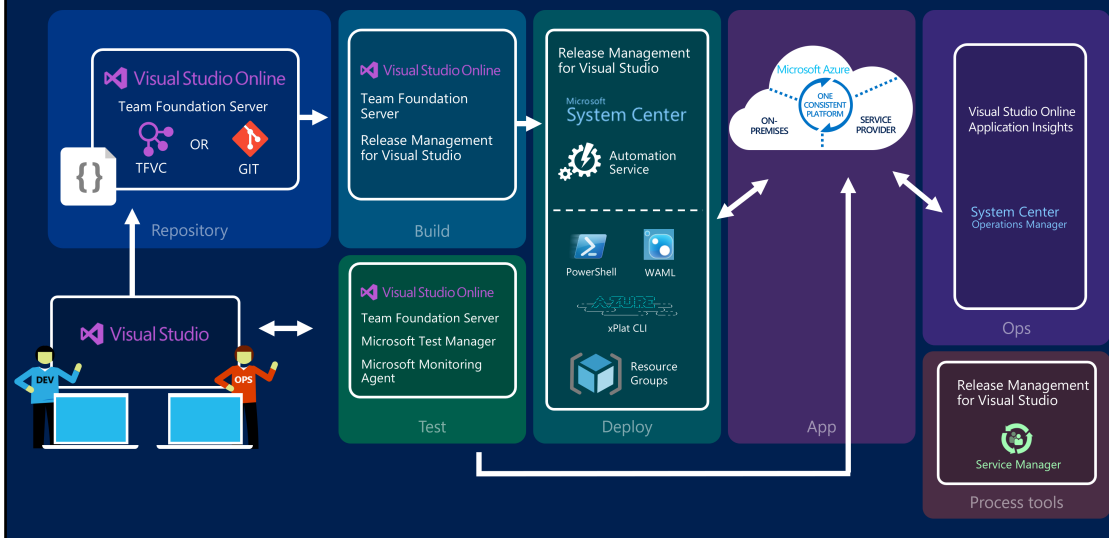 Visual Studio Online
Team Foundation Server
OR
TFVC
GIT
{}
Repository
Visual Studio
DEV
OPS
Visual Studio Online
Team Foundation
Server
Release Management
for Visual Studio
Build
Visual Studio Online
Team Foundation Server
Microsoft Test Manager
Microsoft Monitoring
Agent
Test
Release Management
for Visual Studio
Microsoft
System Center
Automation
Service
PowerShell
WAML
AZURE
xPlat CLI
Resource
Groups
Deploy
Microsoft Azure
ONE
CONSISTENT
PLATFORM
ON-
PREMISES
SERVICE
PROVIDER
App
Visual Studio Online
Application Insights
System Center
Operations Manager
Ops
Release Management
for Visual Studio
Service Manager
Process tools